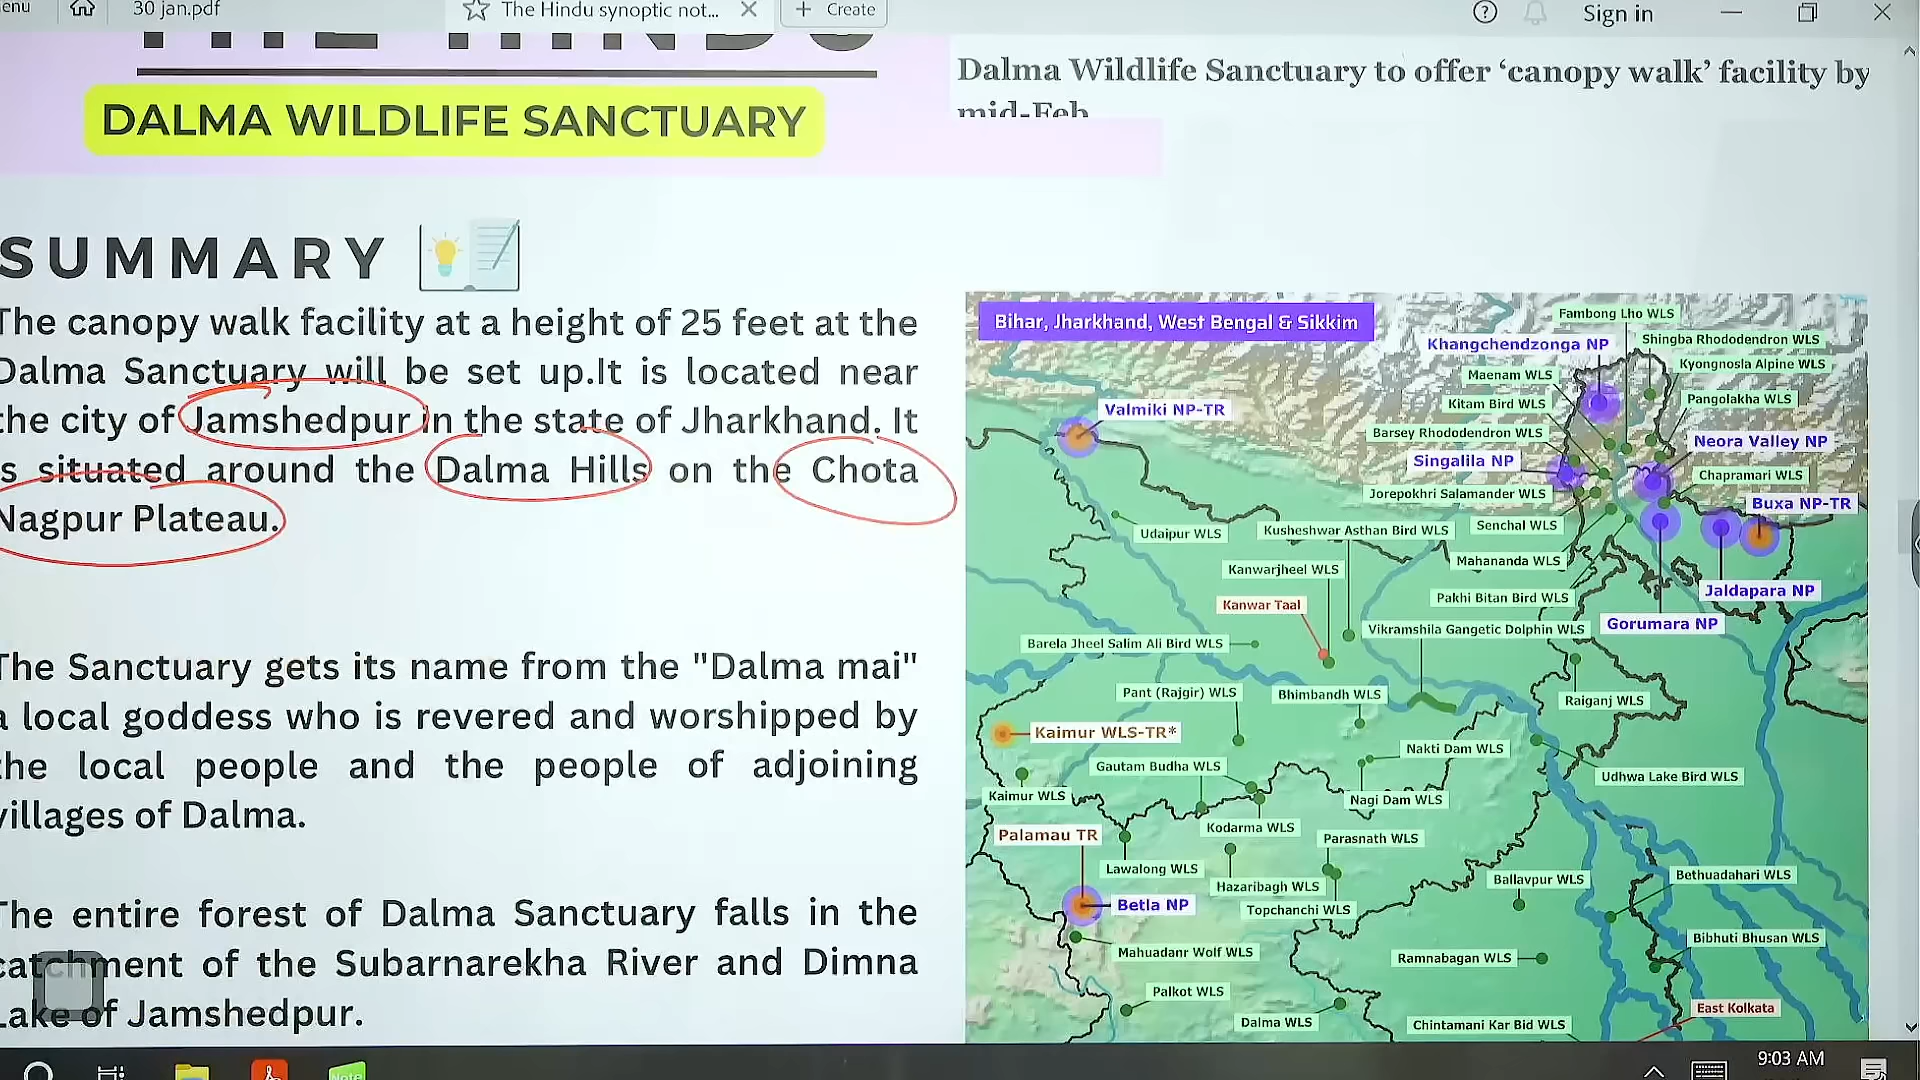 enu
30 jan.pdf
The Hindu synoptic not...
Create
Sign in
THE HINDU
DALMA WILDLIFE SANCTUARY
Dalma Wildlife Sanctuary to offer ‘canopy walk’ facility by
mid-Feb
SUMMARY
The canopy walk facility at a height of 25 feet at the
Dalma Sanctuary will be set up.It is located near
the city of Jamshedpur in the state of Jharkhand. It
is situated around the Dalma Hills on the Chota
Nagpur Plateau.
The Sanctuary gets its name from the "Dalma mai"
a local goddess who is revered and worshipped by
the local people and the people of adjoining
villages of Dalma.
The entire forest of Dalma Sanctuary falls in the
catchment of the Subarnarekha River and Dimna
Lake of Jamshedpur.
Bihar, Jharkhand, West Bengal & Sikkim
Fambong Lho WLS
Khangchendzonga NP
Shingba Rhododendron WLS
Kyongnosla Alpine WLS
Maenam WLS
Pangolakha WLS
Kitam Bird WLS
Valmiki NP-TR
Barsey Rhododendron WLS
Neora Valley NP
Singalila NP
Chapramari WLS
Jorepokhri Salamander WLS
Buxa NP-TR
Senchal WLS
Kusheshwar Asthan Bird WLS
Udaipur WLS
Mahananda WLS
Kanwarjheel WLS
Jaldapara NP
Pakhi Bitan Bird WLS
Kanwar Taal
Gorumara NP
Vikramshila Gangetic Dolphin WLS
Barela Jheel Salim Ali Bird WLS
Pant (Rajgir) WLS
Bhimbandh WLS
Raiganj WLS
Kaimur WLS-TR*
Nakti Dam WLS
Gautam Budha WLS
Udhwa Lake Bird WLS
Kaimur WLS
Nagi Dam WLS
Palamau TR
Kodarma WLS
Parasnath WLS
Lawalong WLS
Bethuadahari WLS
Ballavpur WLS
Hazaribagh WLS
Betla NP
Topchanchi WLS
Bibhuti Bhusan WLS
Mahuadanr Wolf WLS
Ramnabagan WLS
Palkot WLS
East Kolkata
Dalma WLS
Chintamani Kar Bid WLS
Note
9:03 AM